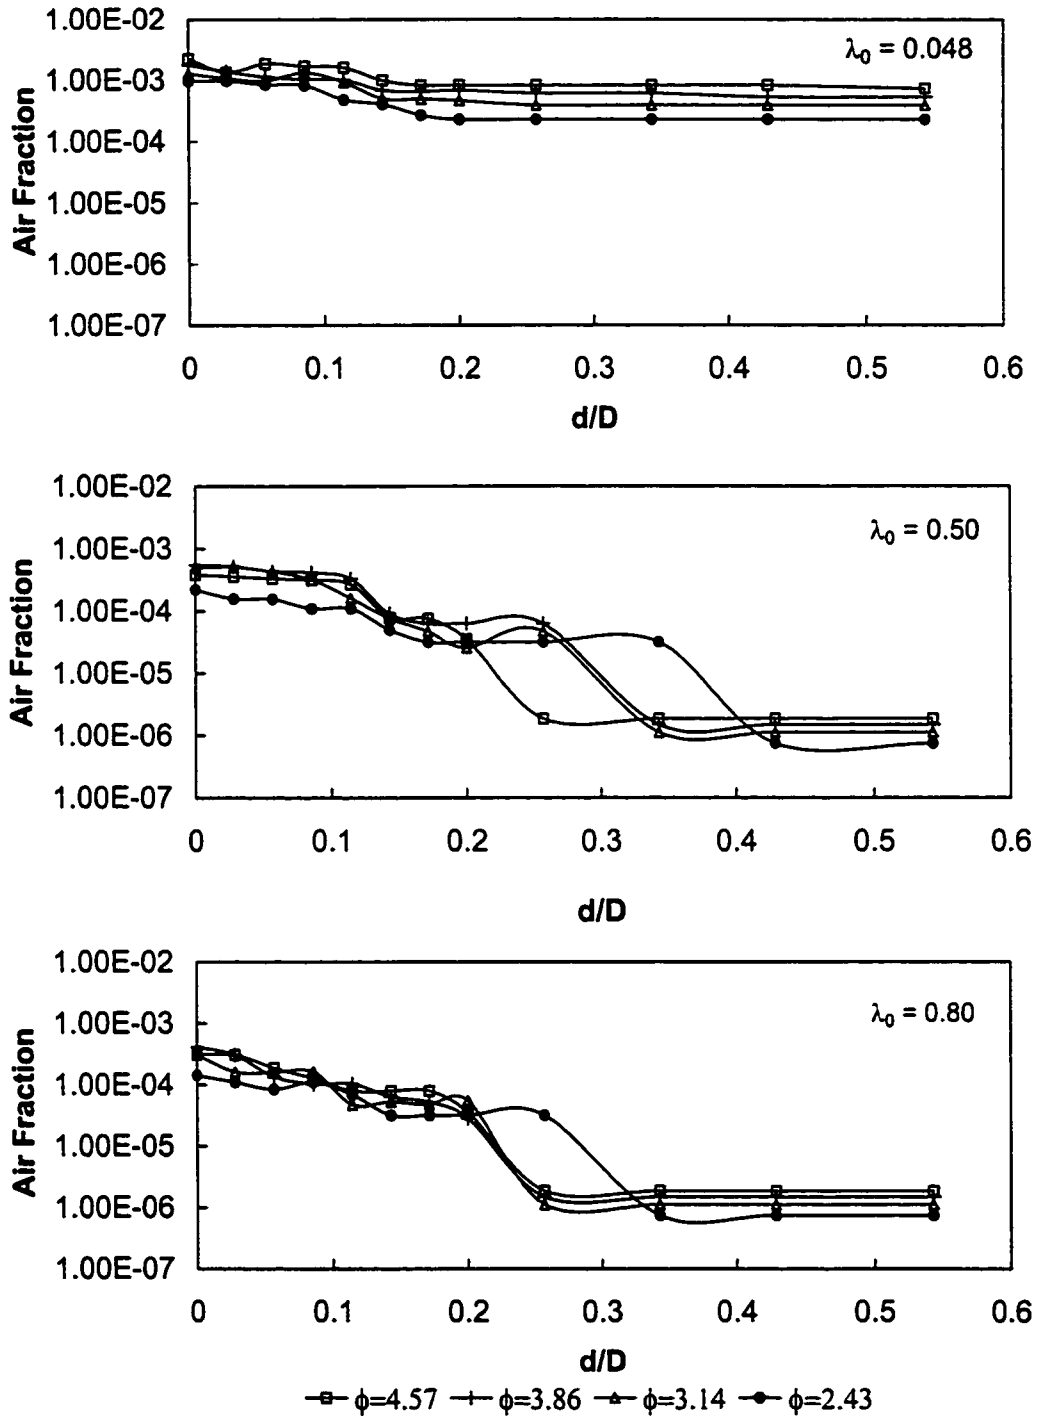 1.00E-02
λ0 = 0.048
1.00E-03
1.00E-04
1.00E-05
1.00E-06
1.00E-07
Air Fraction
0 0.1 0.2 0.3 0.4 0.5 0.6
d/D
1.00E-02
λ0 = 0.50
1.00E-03
1.00E-04
1.00E-05
1.00E-06
1.00E-07
Air Fraction
0 0.1 0.2 0.3 0.4 0.5 0.6
d/D
1.00E-02
λ0 = 0.80
1.00E-03
1.00E-04
1.00E-05
1.00E-06
1.00E-07
Air Fraction
0 0.1 0.2 0.3 0.4 0.5 0.6
d/D
ϕ=4.57 ϕ=3.86 ϕ=3.14 ϕ=2.43